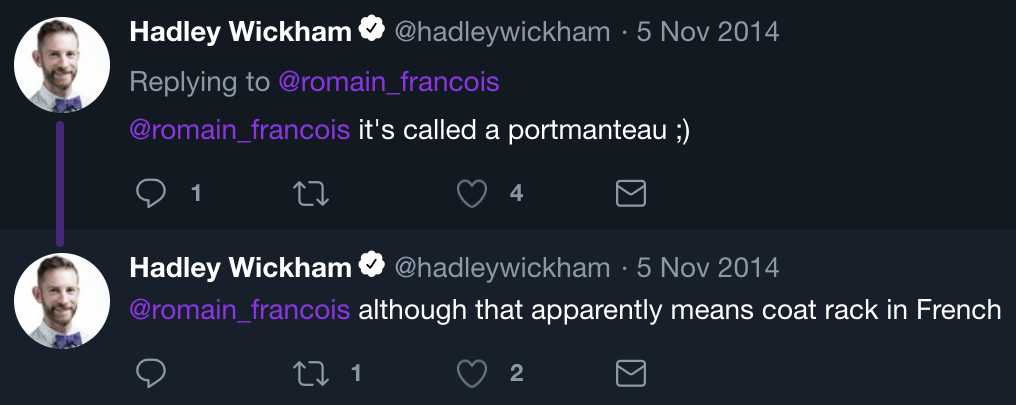 Hadley Wickham @hadleywickham · 5 Nov 2014
Replying to @romain_francois
@romain_francois it's called a portmanteau ;)
1 4
Hadley Wickham @hadleywickham · 5 Nov 2014
@romain_francois although that apparently means coat rack in French
1 2